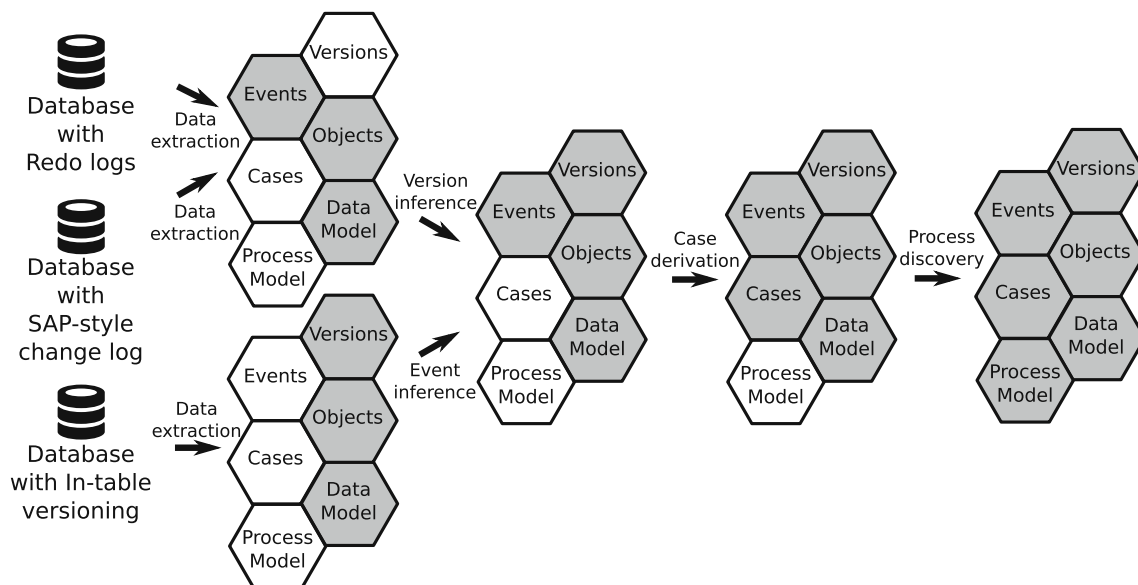 Database
with
Redo logs
Data
extraction
Database
with
SAP-style
change log
Data
extraction
Database
with In-table
versioning
Data
extraction
Versions
Events
Objects
Cases
Data
Model
Process
Model
Versions
Events
Objects
Cases
Data
Model
Process
Model
Version
inference
Event
inference
Versions
Events
Objects
Cases
Data
Model
Process
Model
Case
derivation
Versions
Events
Objects
Cases
Data
Model
Process
Model
Process
discovery
Versions
Events
Objects
Cases
Data
Model
Process
Model